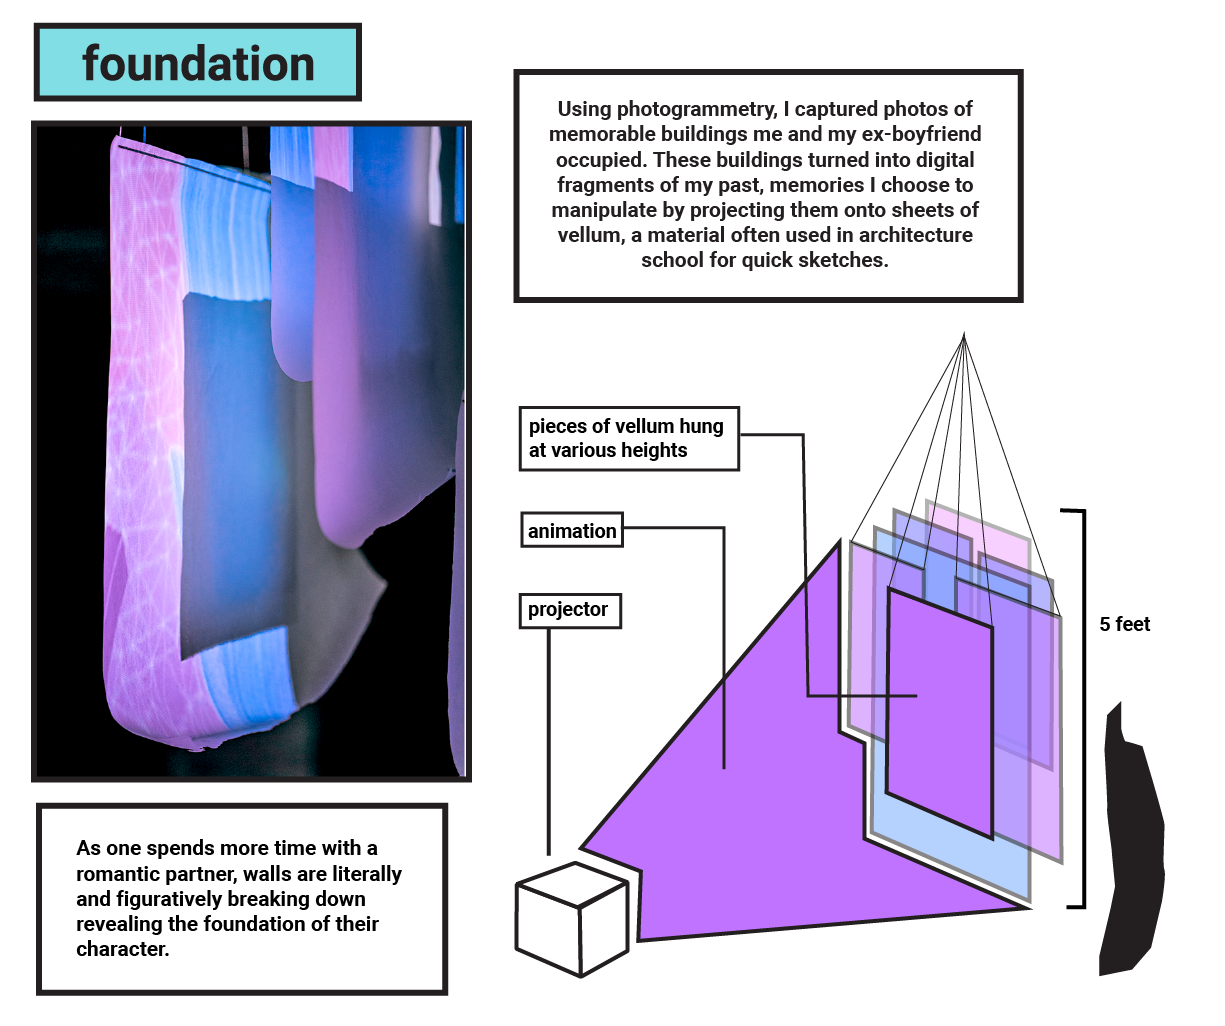 foundation
Using photogrammetry, I captured photos of
memorable buildings me and my ex-boyfriend
occupied. These buildings turned into digital
fragments of my past, memories I choose to
manipulate by projecting them onto sheets of
vellum, a material often used in architecture
school for quick sketches.
pieces of vellum hung
at various heights
animation
projector
5 feet
As one spends more time with a
romantic partner, walls are literally
and figuratively breaking down
revealing the foundation of their
character.